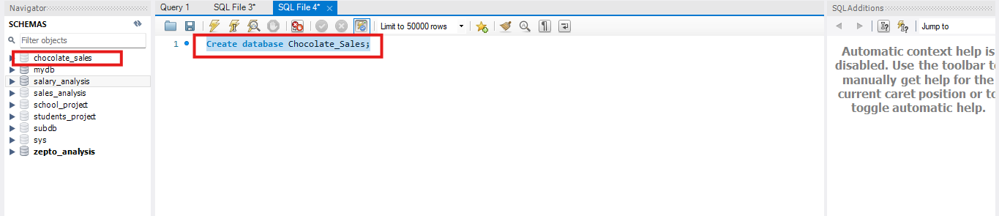 Navigator
SCHEMAS
Filter objects
chocolate_sales
mydb
salary_analysis
sales_analysis
school_project
students_project
subdb
sys
zepto_analysis
Query 1 SQL File 3* SQL File 4*
Limit to 50000 rows
1 Create database Chocolate_Sales;
SQLAdditions
Jump to
Automatic context help is
disabled. Use the toolbar to
manually get help for the
current caret position or to
toggle automatic help.